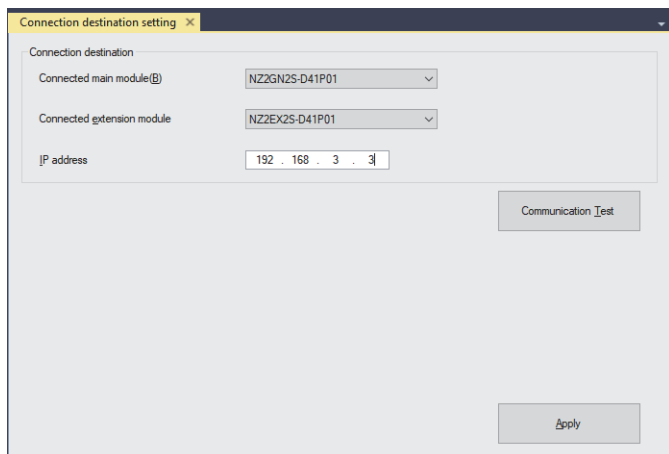 Connection destination setting ×
Connection destination
Connected main module(B) NZ2GN2S-D41P01
Connected extension module NZ2EX2S-D41P01
IP address 192 . 168 . 3 . 3
Communication Test
Apply